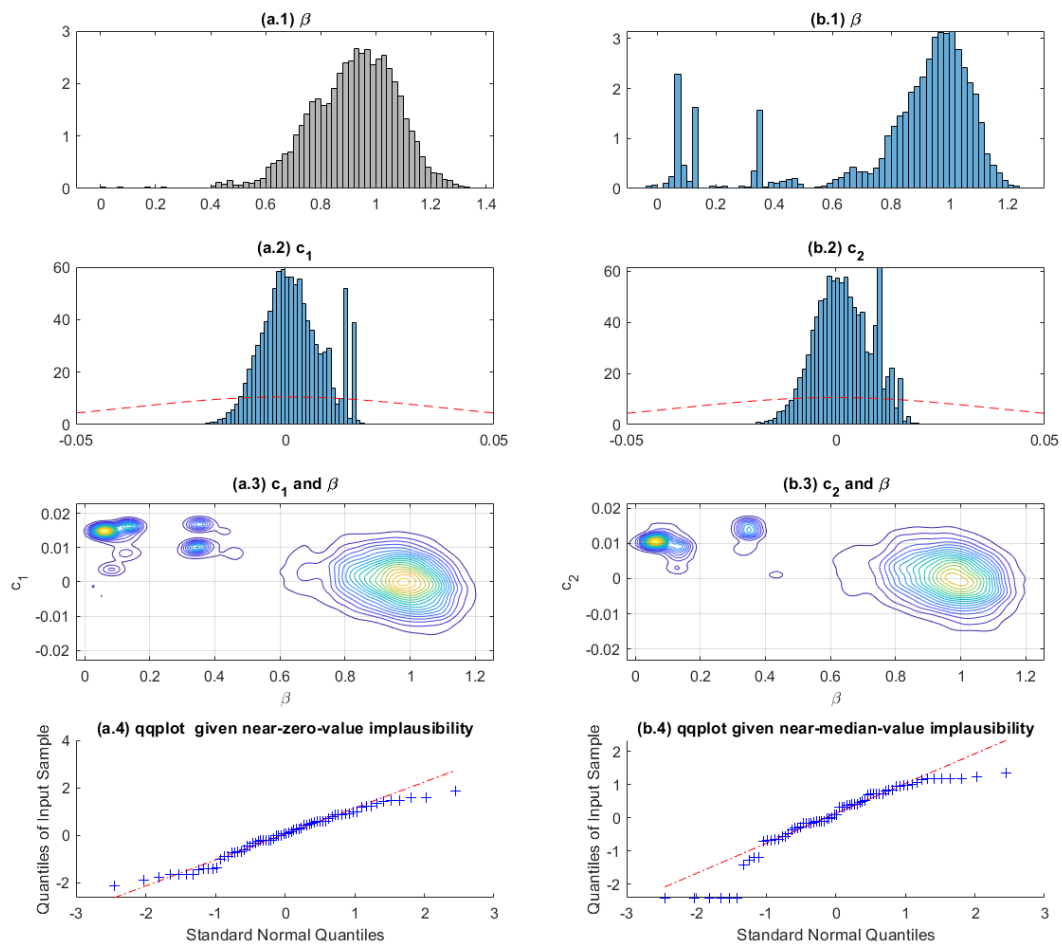 (a.1) β
3
2
1
0
0 0.2 0.4 0.6 0.8 1 1.2 1.4
(b.1) β
3
2
1
0
0 0.2 0.4 0.6 0.8 1 1.2
(a.2) c1
60
40
20
0
-0.05 0 0.05
(b.2) c2
60
40
20
0
-0.05 0 0.05
(a.3) c1 and β
0.02
0.01
0
-0.01
-0.02
c1
0 0.2 0.4 0.6 0.8 1 1.2
β
(b.3) c2 and β
0.02
0.01
0
-0.01
-0.02
c2
0 0.2 0.4 0.6 0.8 1 1.2
β
(a.4) qqplot given near-zero-value implausibility
4
2
0
-2
Quantiles of Input Sample
-3 -2 -1 0 1 2 3
Standard Normal Quantiles
(b.4) qqplot given near-median-value implausibility
2
1
0
-1
-2
Quantiles of Input Sample
-3 -2 -1 0 1 2 3
Standard Normal Quantiles